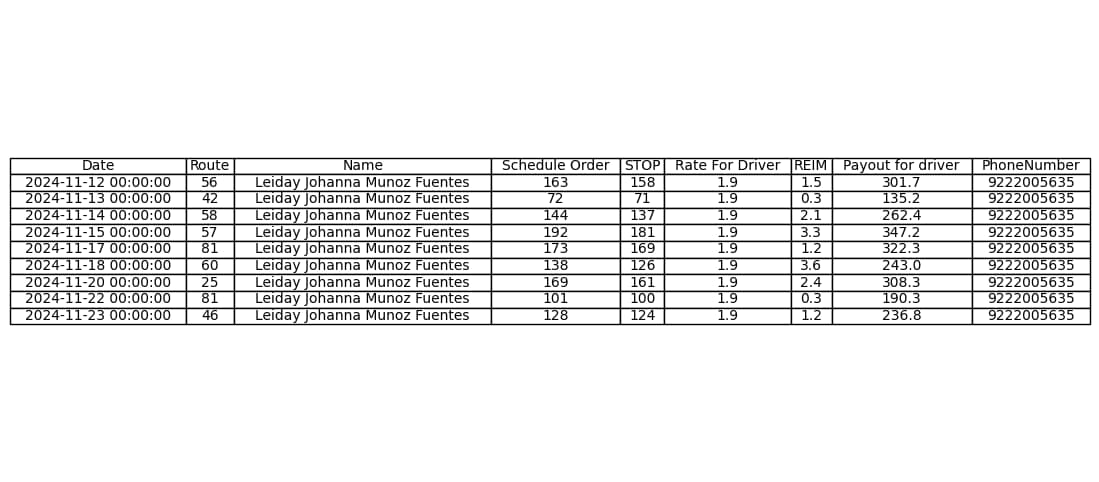 Date Route Name Schedule Order STOP Rate For Driver REIM Payout for driver PhoneNumber
2024-11-12 00:00:00 56 Leiday Johanna Munoz Fuentes 163 158 1.9 1.5 301.7 9222005635
2024-11-13 00:00:00 42 Leiday Johanna Munoz Fuentes 72 71 1.9 0.3 135.2 9222005635
2024-11-14 00:00:00 58 Leiday Johanna Munoz Fuentes 144 137 1.9 2.1 262.4 9222005635
2024-11-15 00:00:00 57 Leiday Johanna Munoz Fuentes 192 181 1.9 3.3 347.2 9222005635
2024-11-17 00:00:00 81 Leiday Johanna Munoz Fuentes 173 169 1.9 1.2 322.3 9222005635
2024-11-18 00:00:00 60 Leiday Johanna Munoz Fuentes 138 126 1.9 3.6 243.0 9222005635
2024-11-20 00:00:00 25 Leiday Johanna Munoz Fuentes 169 161 1.9 2.4 308.3 9222005635
2024-11-22 00:00:00 81 Leiday Johanna Munoz Fuentes 101 100 1.9 0.3 190.3 9222005635
2024-11-23 00:00:00 46 Leiday Johanna Munoz Fuentes 128 124 1.9 1.2 236.8 9222005635